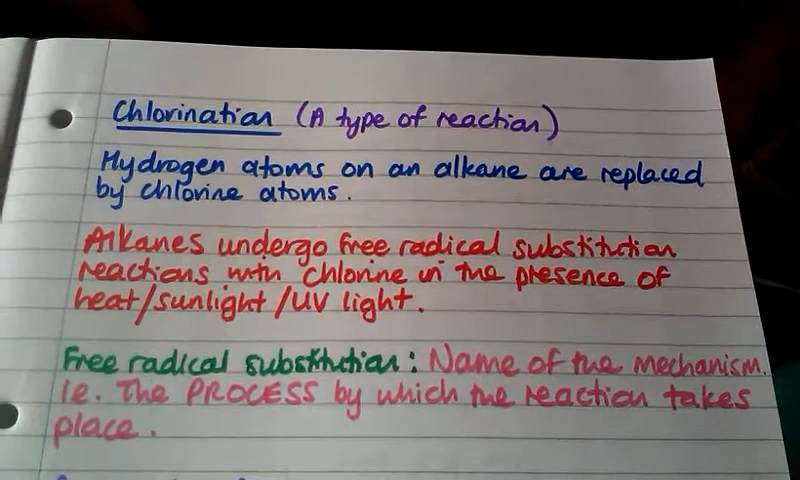 Chlorination (A type of reaction)
Hydrogen atoms on an alkane are replaced
by chlorine atoms.
Alkanes undergo free radical substitution
reactions with chlorine in the presence of
heat/sunlight/UV light.
Free radical substitution: Name of the mechanism.
Ie. The PROCESS by which the reaction takes
place.